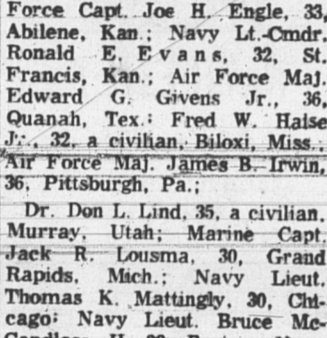 Force Capt. Joe H. Engle, 33,
Abilene, Kan.; Navy Lt.-Cmdr.
Ronald E. Evans, 32, St.
Francis, Kan.; Air Force Maj.
Edward G. Givens Jr., 36,
Quanah, Tex.; Fred W. Haise
Jr., 32, a civilian, Biloxi, Miss.,
Air Force Maj. James B. Irwin,
36, Pittsburgh, Pa.;
Dr. Don L. Lind, 35, a civilian,
Murray, Utah; Marine Capt.
Jack R. Lousma, 30, Grand
Rapids, Mich.; Navy Lieut.
Thomas K. Mattingly, 30, Chi-
cago; Navy Lieut. Bruce Mc-